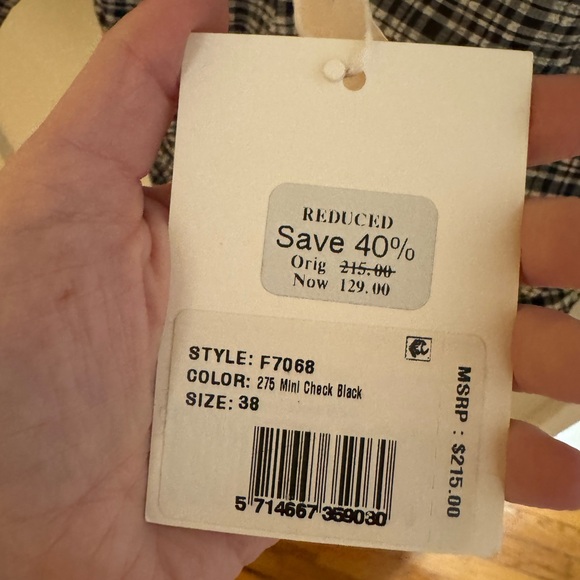 REDUCED
Save 40%
Orig 215.00
Now 129.00
STYLE: F7068
COLOR: 275 Mini Check Black
SIZE: 38
MSRP : $215.00
5 714667 359030